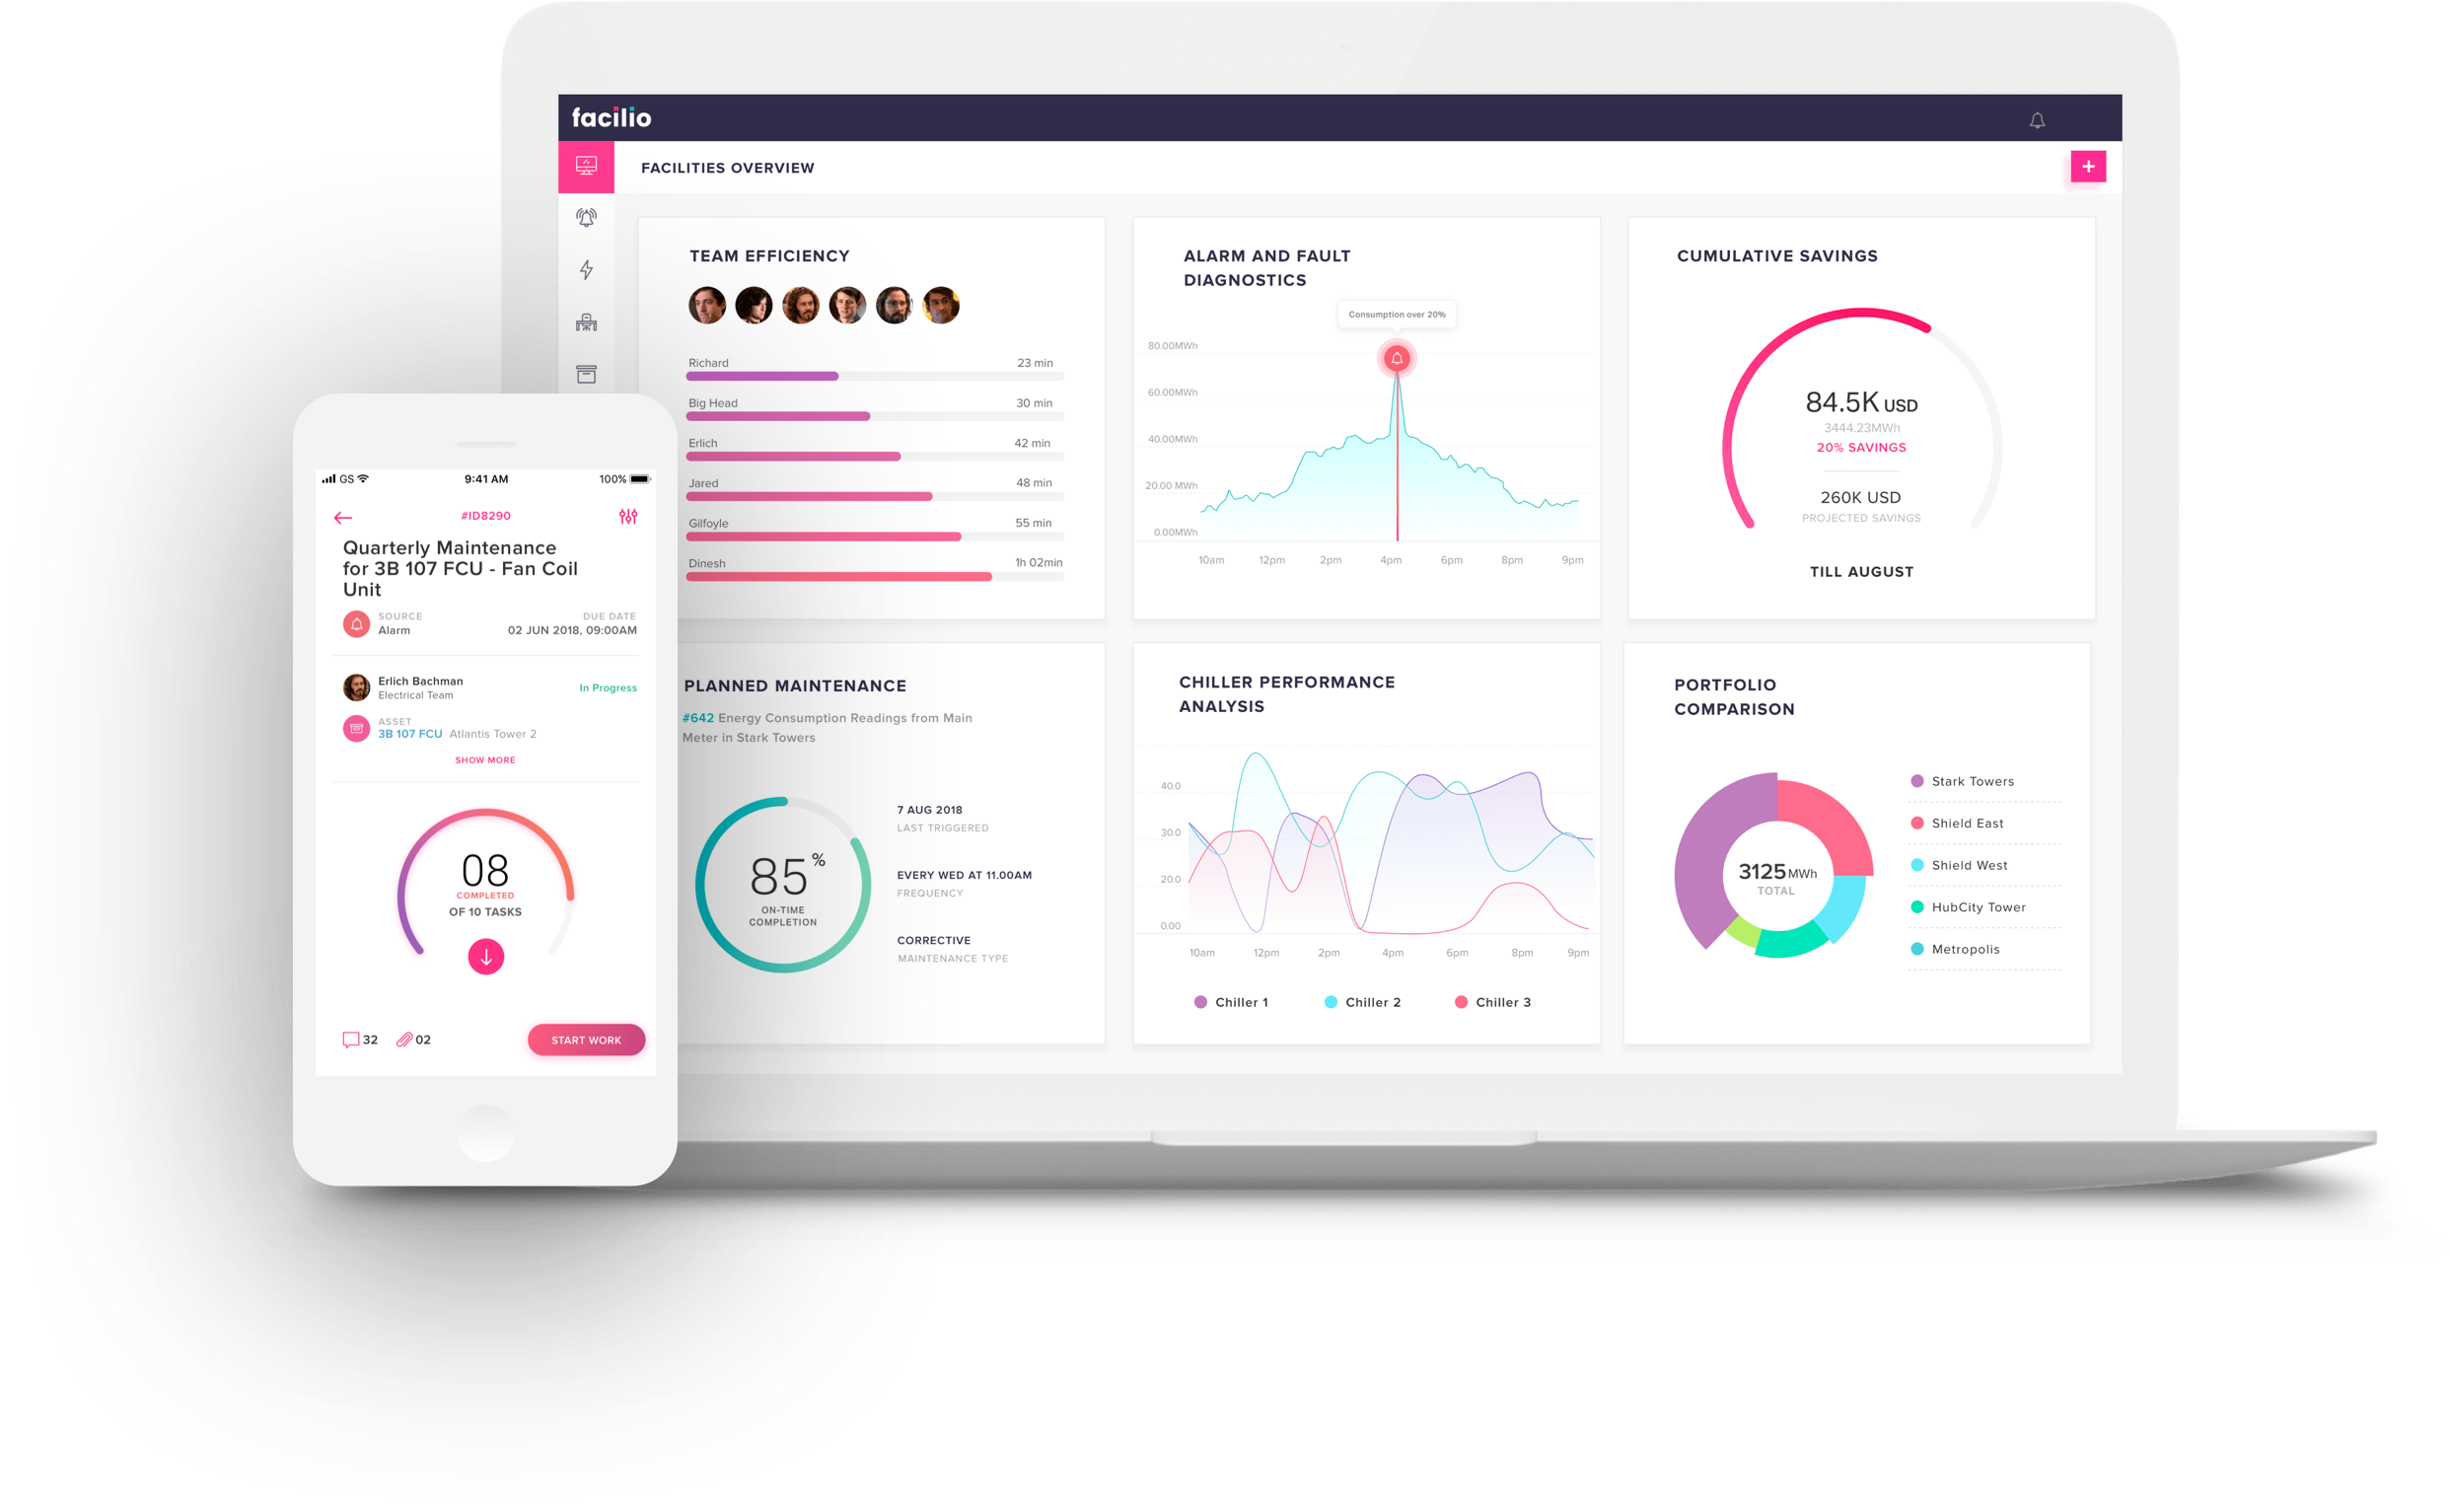 facilio
FACILITIES OVERVIEW
+
TEAM EFFICIENCY
Richard 23 min
Big Head 30 min
Erlich 42 min
Jared 48 min
Gilfoyle 55 min
Dinesh 1h 02min
ALARM AND FAULT
DIAGNOSTICS
Consumption over 20%
80.00MWh
60.00MWh
40.00MWh
20.00 MWh
0.00MWh
10am 12pm 2pm 4pm 6pm 8pm 9pm
CUMULATIVE SAVINGS
84.5K USD
3444.23MWh
20% SAVINGS
260K USD
PROJECTED SAVINGS
TILL AUGUST
PLANNED MAINTENANCE
#642 Energy Consumption Readings from Main
Meter in Stark Towers
85%
ON-TIME
COMPLETION
7 AUG 2018
LAST TRIGGERED
EVERY WED AT 11.00AM
FREQUENCY
CORRECTIVE
MAINTENANCE TYPE
CHILLER PERFORMANCE
ANALYSIS
40.0
30.0
20.0
0.00
10am 12pm 2pm 4pm 6pm 8pm 9pm
Chiller 1 Chiller 2 Chiller 3
PORTFOLIO
COMPARISON
3125 MWh
TOTAL
Stark Towers
Shield East
Shield West
HubCity Tower
Metropolis
GS 9:41 AM 100%
#ID8290
Quarterly Maintenance
for 3B 107 FCU - Fan Coil
Unit
SOURCE DUE DATE
Alarm 02 JUN 2018, 09:00AM
Erlich Bachman
Electrical Team In Progress
ASSET
3B 107 FCU Atlantis Tower 2
SHOW MORE
08
COMPLETED
OF 10 TASKS
32 02 START WORK